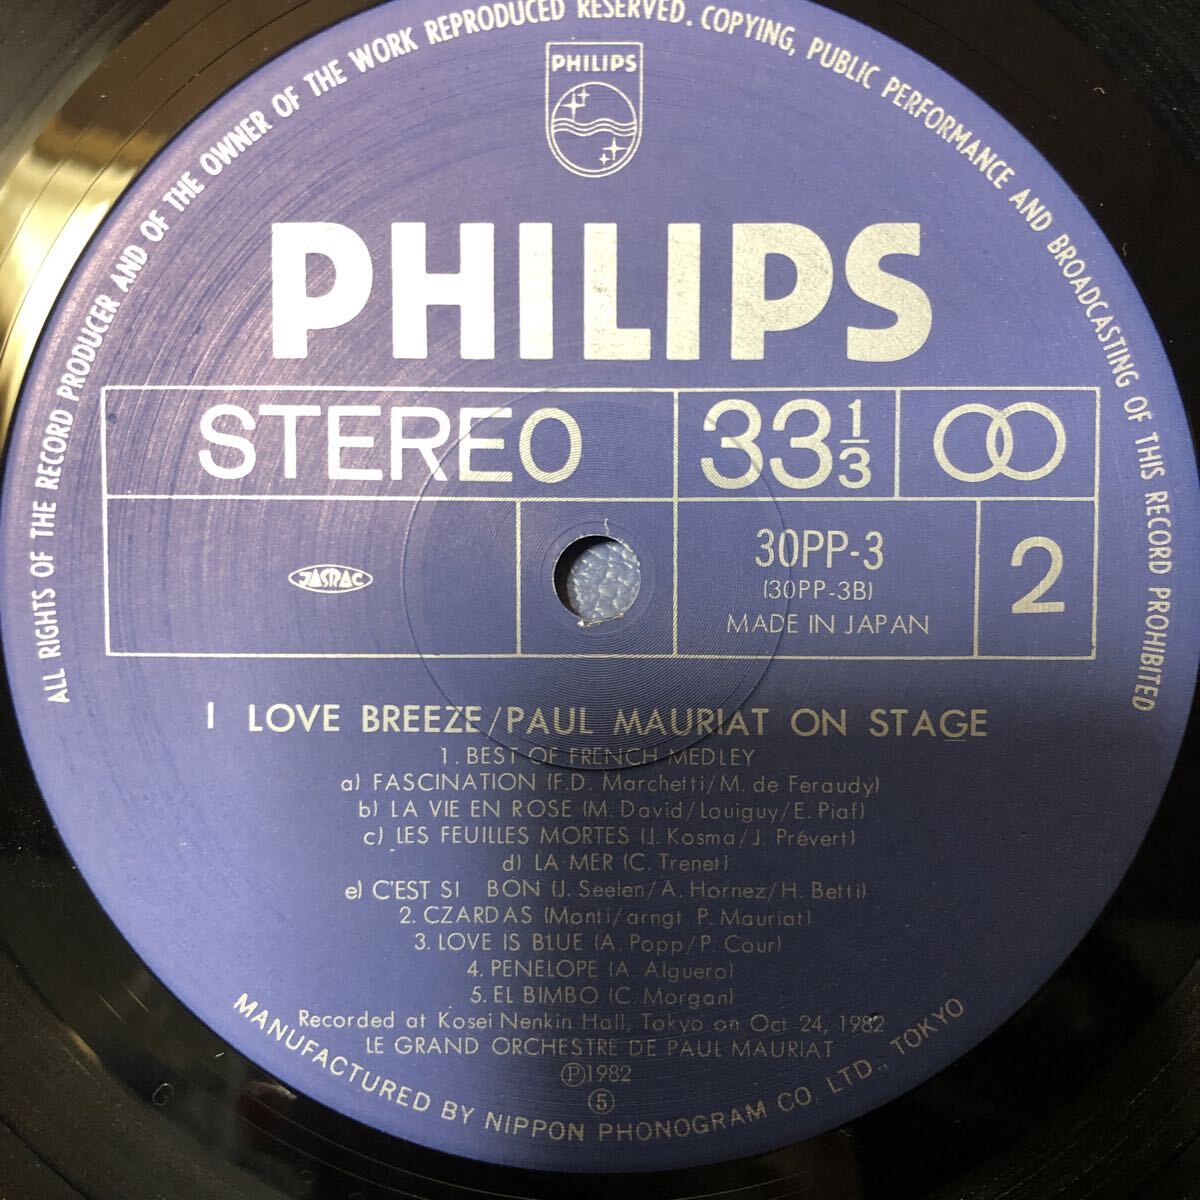 ALL RIGHTS OF THE RECORD PRODUCER AND OF THE OWNER OF THE WORK REPRODUCED RESERVED. COPYING, PUBLIC PERFORMANCE AND BROADCASTING OF THIS RECORD PROHIBITED
PHILIPS
PHILIPS
STEREO
33 1/3
JASRAC
30PP-3
(30PP-3B)
MADE IN JAPAN
2
I LOVE BREEZE/PAUL MAURIAT ON STAGE
1. BEST OF FRENCH MEDLEY
a) FASCINATION (F.D. Marchetti/M. de Feraudy)
b) LA VIE EN ROSE (M. David/Louiguy/E. Piaf)
c) LES FEUILLES MORTES (J. Kosma/J. Prévert)
d) LA MER (C. Trenet)
e) C'EST SI BON (J. Seelen/A. Hornez/H. Betti)
2. CZARDAS (Monti/arngt. P. Mauriat)
3. LOVE IS BLUE (A. Popp/P. Cour)
4. PENELOPE (A. Alguero)
5. EL BIMBO (C. Morgan)
Recorded at Kosei Nenkin Hall, Tokyo on Oct 24, 1982
LE GRAND ORCHESTRE DE PAUL MAURIAT
Ⓟ1982
⑤
MANUFACTURED BY NIPPON PHONOGRAM CO. LTD., TOKYO